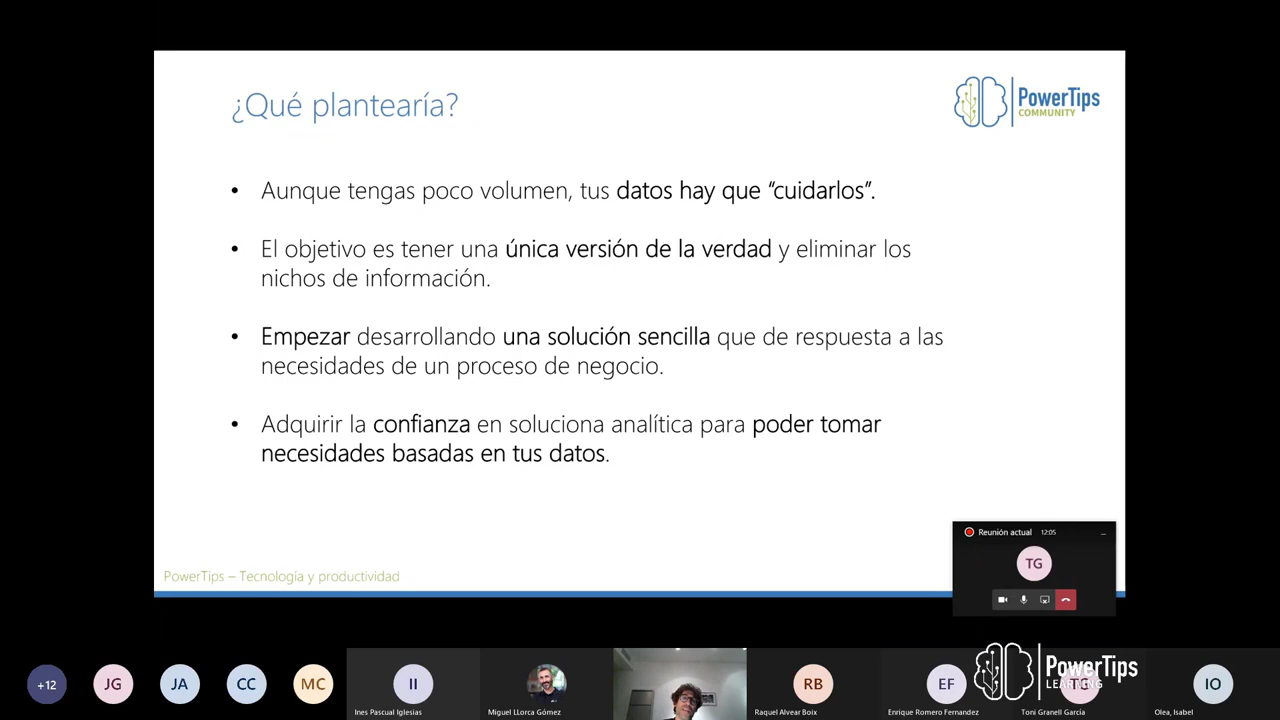 ¿Qué plantearía?
PowerTips
COMMUNITY
• Aunque tengas poco volumen, tus datos hay que “cuidarlos”.
• El objetivo es tener una única versión de la verdad y eliminar los
nichos de información.
• Empezar desarrollando una solución sencilla que de respuesta a las
necesidades de un proceso de negocio.
• Adquirir la confianza en soluciona analítica para poder tomar
necesidades basadas en tus datos.
Reunión actual 12:05
TG
PowerTips – Tecnología y productividad
+12
JG
JA
CC
MC
II
RB
EF
IO
PowerTips
LEARNING
Ines Pascual Iglesias
Miguel LLorca Gómez
Raquel Alvear Boix
Enrique Romero Fernandez
Toni Granell Garcia
Olea, Isabel